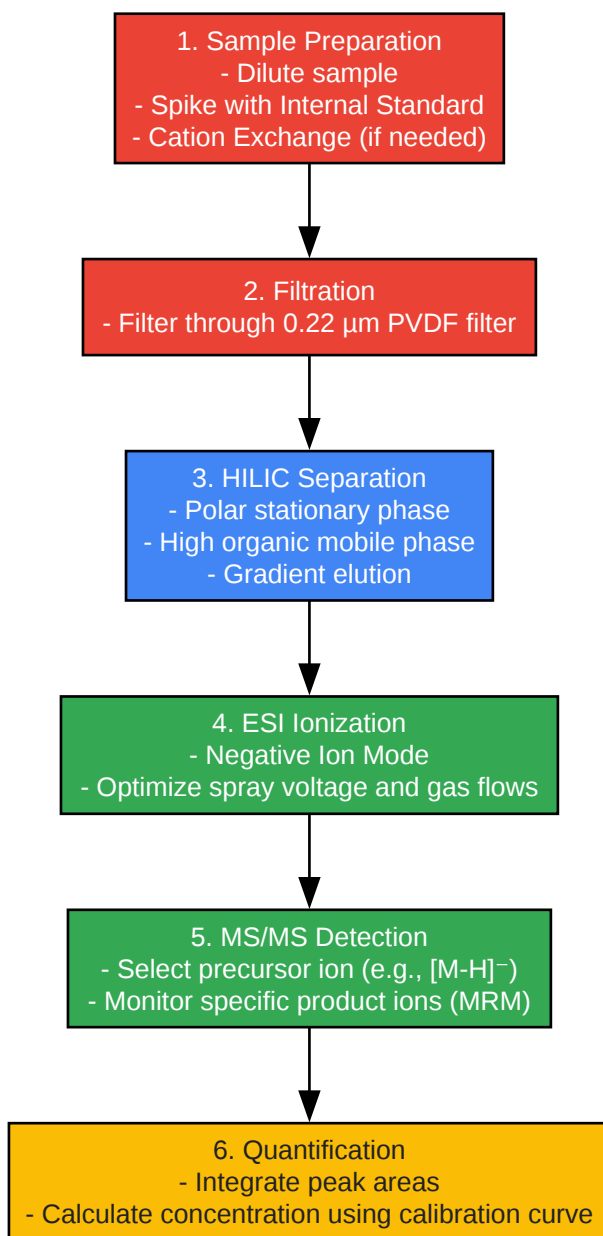 1. Sample Preparation
- Dilute sample
- Spike with Internal Standard
- Cation Exchange (if needed)
2. Filtration
- Filter through 0.22 µm PVDF filter
3. HILIC Separation
- Polar stationary phase
- High organic mobile phase
- Gradient elution
4. ESI Ionization
- Negative Ion Mode
- Optimize spray voltage and gas flows
5. MS/MS Detection
- Select precursor ion (e.g., [M-H]⁻)
- Monitor specific product ions (MRM)
6. Quantification
- Integrate peak areas
- Calculate concentration using calibration curve